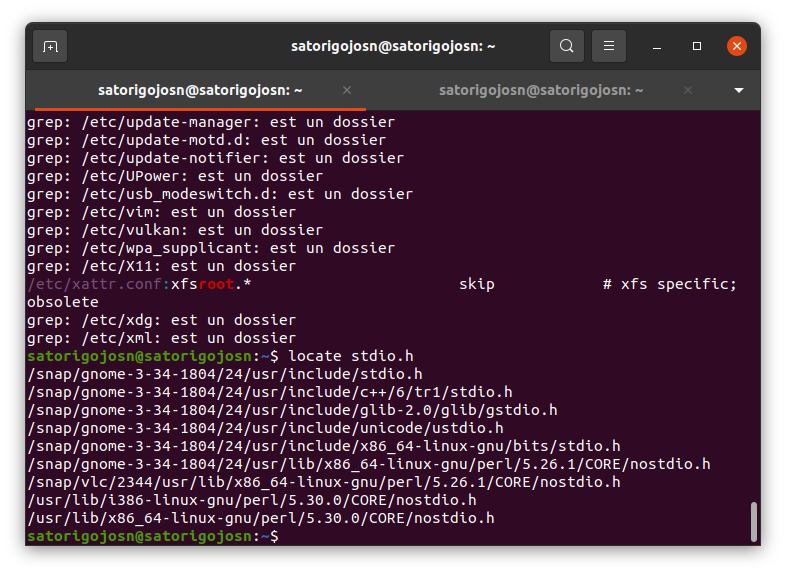 satorigojosn@satorigojosn: ~
satorigojosn@satorigojosn: ~
satorigojosn@satorigojosn: ~
grep: /etc/update-manager: est un dossier
grep: /etc/update-motd.d: est un dossier
grep: /etc/update-notifier: est un dossier
grep: /etc/UPower: est un dossier
grep: /etc/usb_modeswitch.d: est un dossier
grep: /etc/vim: est un dossier
grep: /etc/vulkan: est un dossier
grep: /etc/wpa_supplicant: est un dossier
grep: /etc/X11: est un dossier
/etc/xattr.conf:xfsroot.*                       skip            # xfs specific;
obsolete
grep: /etc/xdg: est un dossier
grep: /etc/xml: est un dossier
satorigojosn@satorigojosn:~$ locate stdio.h
/snap/gnome-3-34-1804/24/usr/include/stdio.h
/snap/gnome-3-34-1804/24/usr/include/c++/6/tr1/stdio.h
/snap/gnome-3-34-1804/24/usr/include/glib-2.0/glib/gstdio.h
/snap/gnome-3-34-1804/24/usr/include/unicode/ustdio.h
/snap/gnome-3-34-1804/24/usr/include/x86_64-linux-gnu/bits/stdio.h
/snap/gnome-3-34-1804/24/usr/lib/x86_64-linux-gnu/perl/5.26.1/CORE/nostdio.h
/snap/vlc/2344/usr/lib/x86_64-linux-gnu/perl/5.26.1/CORE/nostdio.h
/usr/lib/i386-linux-gnu/perl/5.30.0/CORE/nostdio.h
/usr/lib/x86_64-linux-gnu/perl/5.30.0/CORE/nostdio.h
satorigojosn@satorigojosn:~$